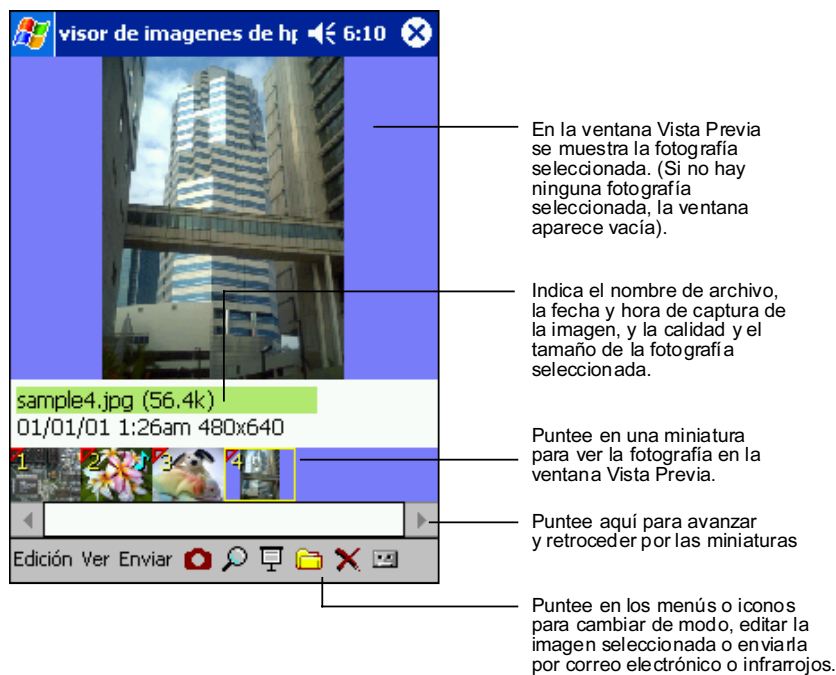 visor de imagenes de hp 6:10
En la ventana Vista Previa
se muestra la fotografía
seleccionada. (Si no hay
ninguna fotografía
seleccionada, la ventana
aparece vacía).
Indica el nombre de archivo,
la fecha y hora de captura de
la imagen, y la calidad y el
tamaño de la fotografía
seleccionada.
sample4.jpg (56.4k)
01/01/01 1:26am 480x640
Puntee en una miniatura
para ver la fotografía en la
ventana Vista Previa.
1 2 3 4
Puntee aquí para avanzar
y retroceder por las miniaturas
Edición Ver Enviar
Puntee en los menús o iconos
para cambiar de modo, editar la
imagen seleccionada o enviarla
por correo electrónico o infrarrojos.